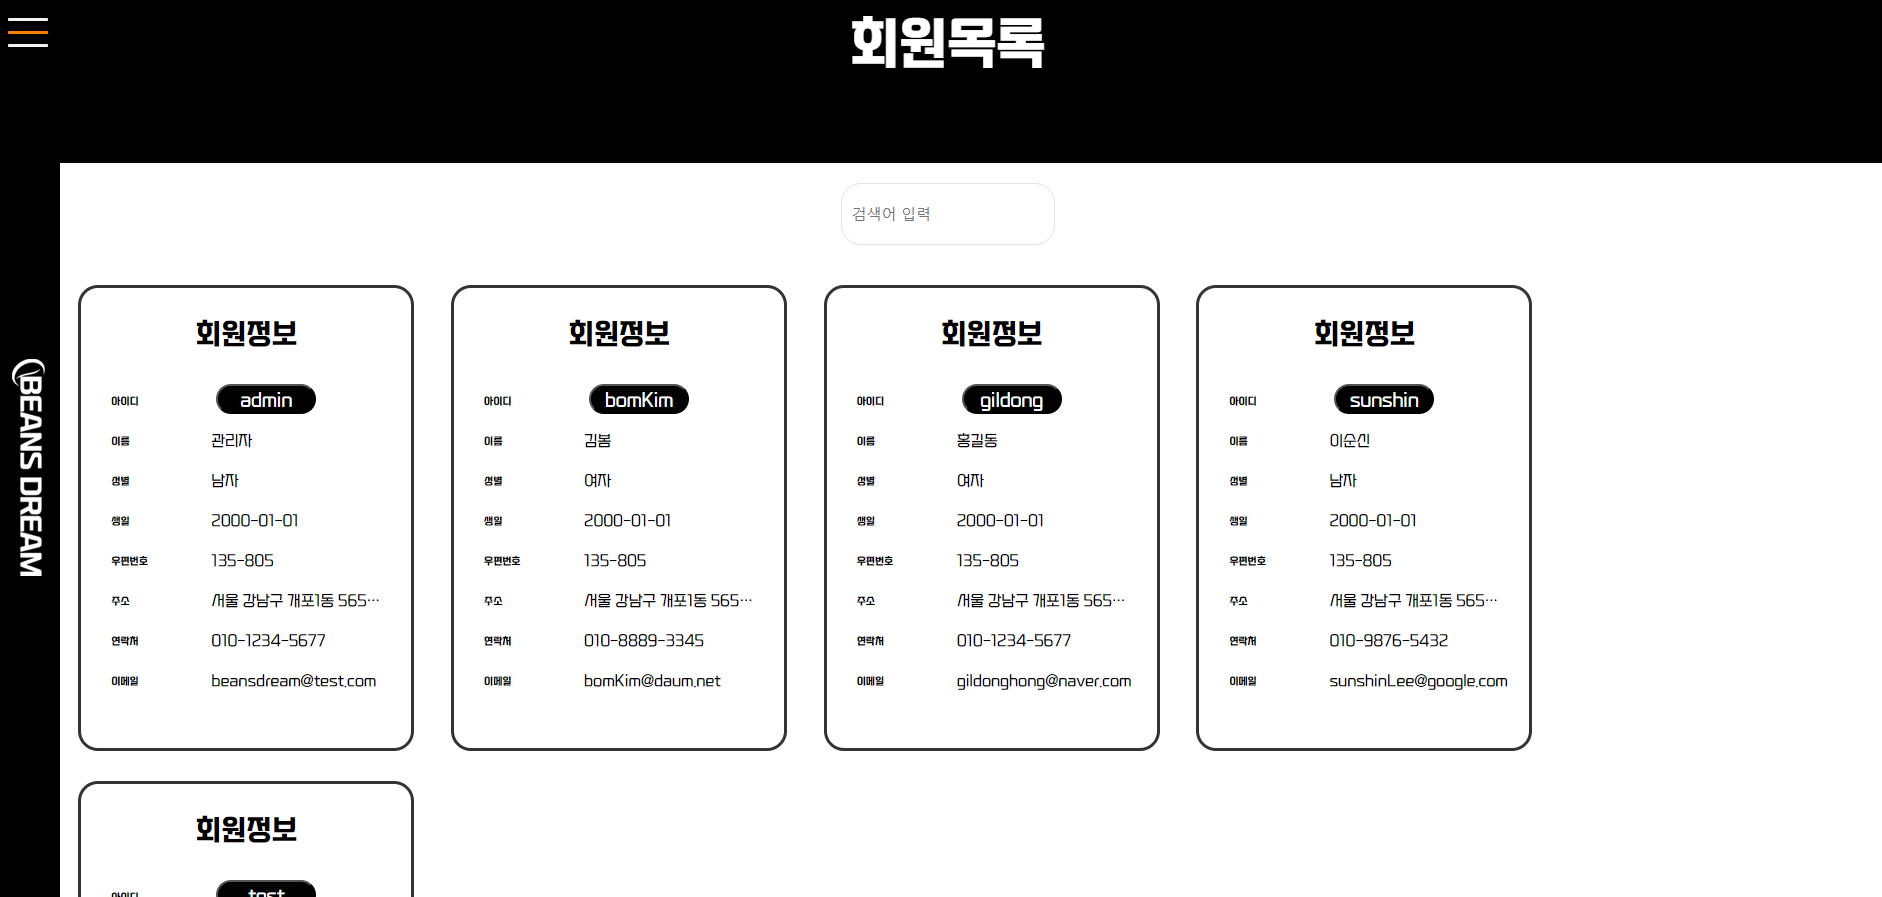 회원목록
검색어 입력
BEANS DREAM
회원정보
아이디 admin
이름 관리자
성별 남자
생일 2000-01-01
우편번호 135-805
주소 서울 강남구 개포1동 565…
연락처 010-1234-5677
이메일 beansdream@test.com
회원정보
아이디 bomKim
이름 김봄
성별 여자
생일 2000-01-01
우편번호 135-805
주소 서울 강남구 개포1동 565…
연락처 010-8889-3345
이메일 bomKim@daum.net
회원정보
아이디 gildong
이름 홍길동
성별 여자
생일 2000-01-01
우편번호 135-805
주소 서울 강남구 개포1동 565…
연락처 010-1234-5677
이메일 gildonghong@naver.com
회원정보
아이디 sunshin
이름 이순신
성별 남자
생일 2000-01-01
우편번호 135-805
주소 서울 강남구 개포1동 565…
연락처 010-9876-5432
이메일 sunshinLee@google.com
회원정보
아이디 test